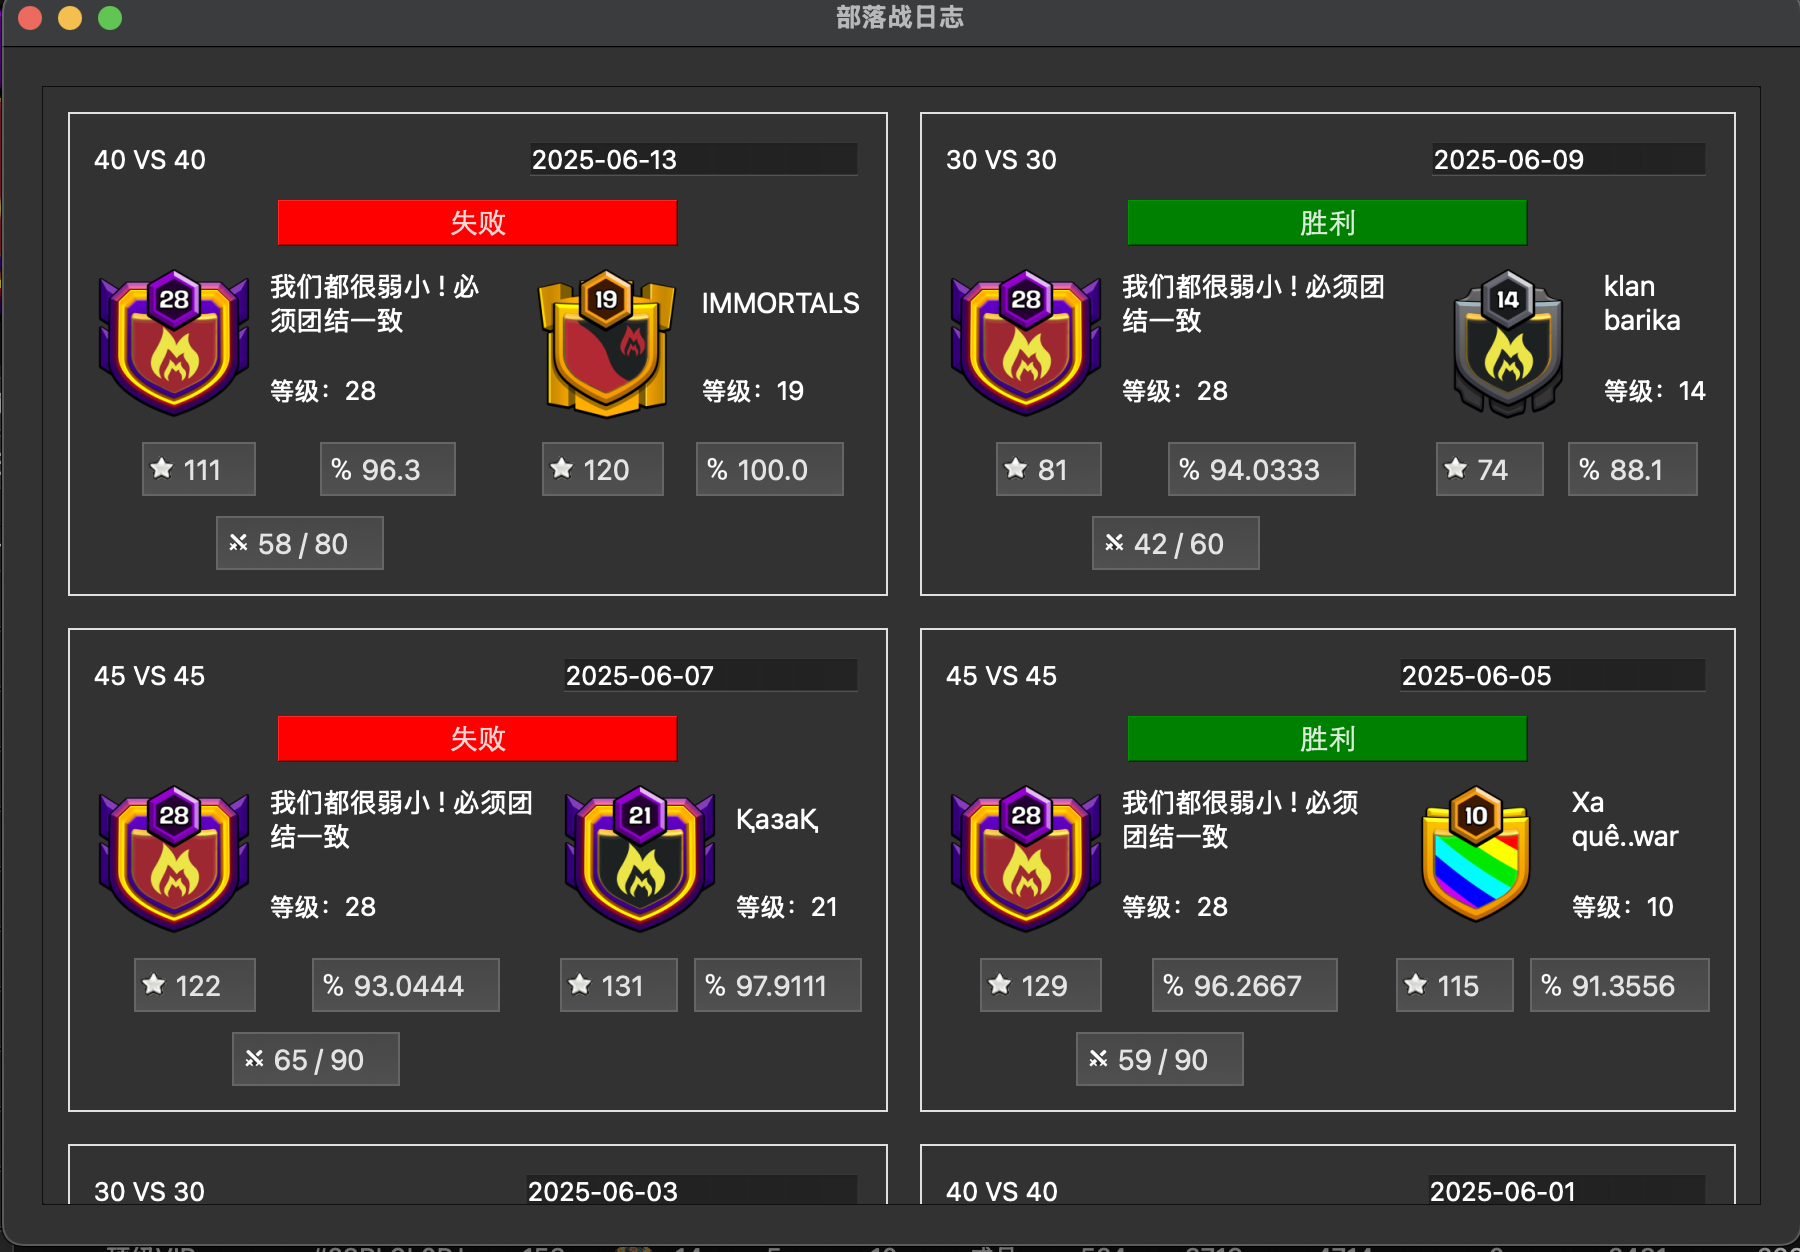 部落战日志
40 VS 40
2025-06-13
失败
28
我们都很弱小！必
须团结一致
等级：28
19
IMMORTALS
等级：19
111
% 96.3
120
% 100.0
58 / 80
30 VS 30
2025-06-09
胜利
28
我们都很弱小！必须团
结一致
等级：28
14
klan
barika
等级：14
81
% 94.0333
74
% 88.1
42 / 60
45 VS 45
2025-06-07
失败
28
我们都很弱小！必须团
结一致
等级：28
21
ҚазаҚ
等级：21
122
% 93.0444
131
% 97.9111
65 / 90
45 VS 45
2025-06-05
胜利
28
我们都很弱小！必须
团结一致
等级：28
10
Xa
quê..war
等级：10
129
% 96.2667
115
% 91.3556
59 / 90
30 VS 30
2025-06-03
40 VS 40
2025-06-01